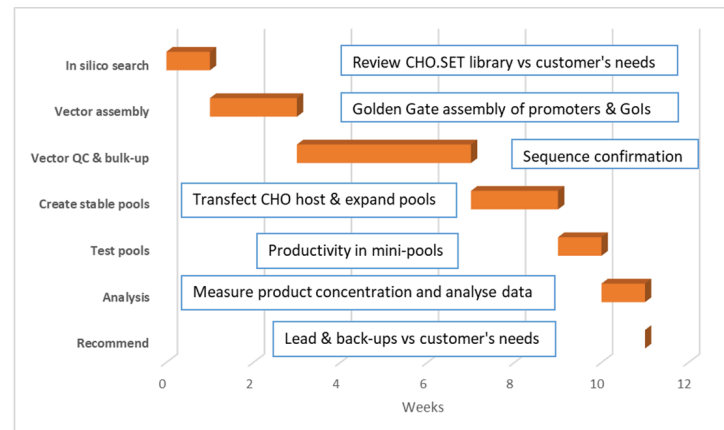 In silico search
Review CHO.SET library vs customer's needs
Vector assembly
Golden Gate assembly of promoters & GoIs
Vector QC & bulk-up
Sequence confirmation
Create stable pools
Transfect CHO host & expand pools
Test pools
Productivity in mini-pools
Analysis
Measure product concentration and analyse data
Recommend
Lead & back-ups vs customer's needs
0 2 4 6 8 10 12
Weeks